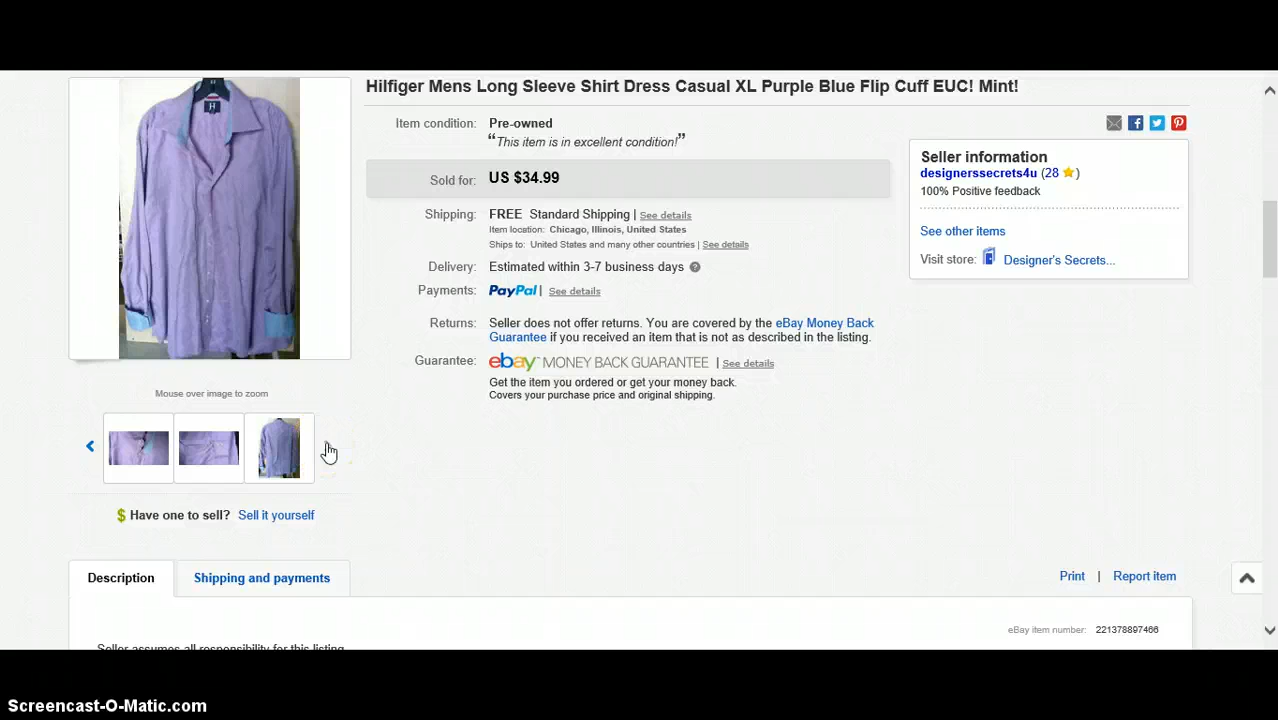 Hilfiger Mens Long Sleeve Shirt Dress Casual XL Purple Blue Flip Cuff EUC! Mint!
Item condition: Pre-owned
“This item is in excellent condition!”
Sold for: US $34.99
Shipping: FREE Standard Shipping | See details
Item location: Chicago, Illinois, United States
Ships to: United States and many other countries | See details
Delivery: Estimated within 3-7 business days ?
Payments: PayPal | See details
Returns: Seller does not offer returns. You are covered by the eBay Money Back
Guarantee if you received an item that is not as described in the listing.
Guarantee: ebay™ MONEY BACK GUARANTEE | See details
Get the item you ordered or get your money back.
Covers your purchase price and original shipping.
Seller information
designerssecrets4u (28 ★)
100% Positive feedback
See other items
Visit store: Designer's Secrets...
H
Mouse over image to zoom
$ Have one to sell? Sell it yourself
Description
Shipping and payments
Print | Report item
eBay item number: 221378897466
Seller assumes all responsibility for this listing
Screencast-O-Matic.com